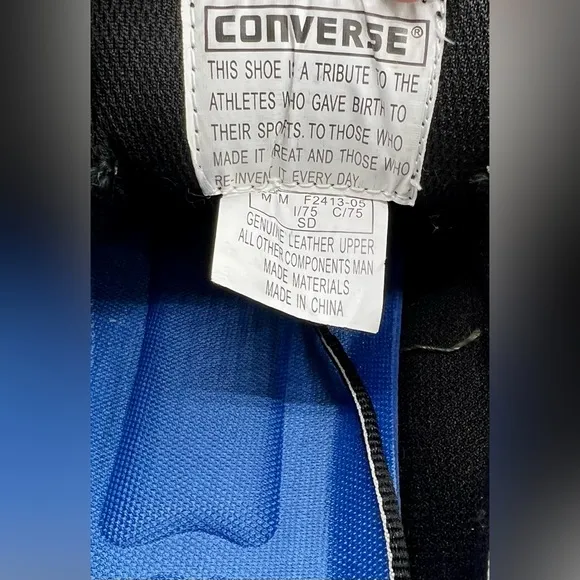 CONVERSE®
THIS SHOE IS A TRIBUTE TO THE
ATHLETES WHO GAVE BIRTH TO
THEIR SPORTS. TO THOSE WHO
MADE IT GREAT AND THOSE WHO
RE-INVENT IT EVERY DAY.
M M F2413-05
I/75 C/75
SD
GENUINE LEATHER UPPER
ALL OTHER COMPONENTS MAN
MADE MATERIALS
MADE IN CHINA